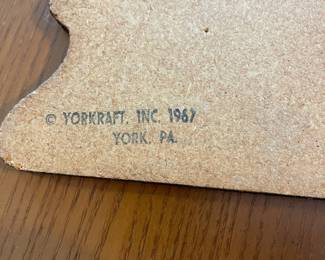 © YORKRAFT, INC. 1967
YORK, PA.